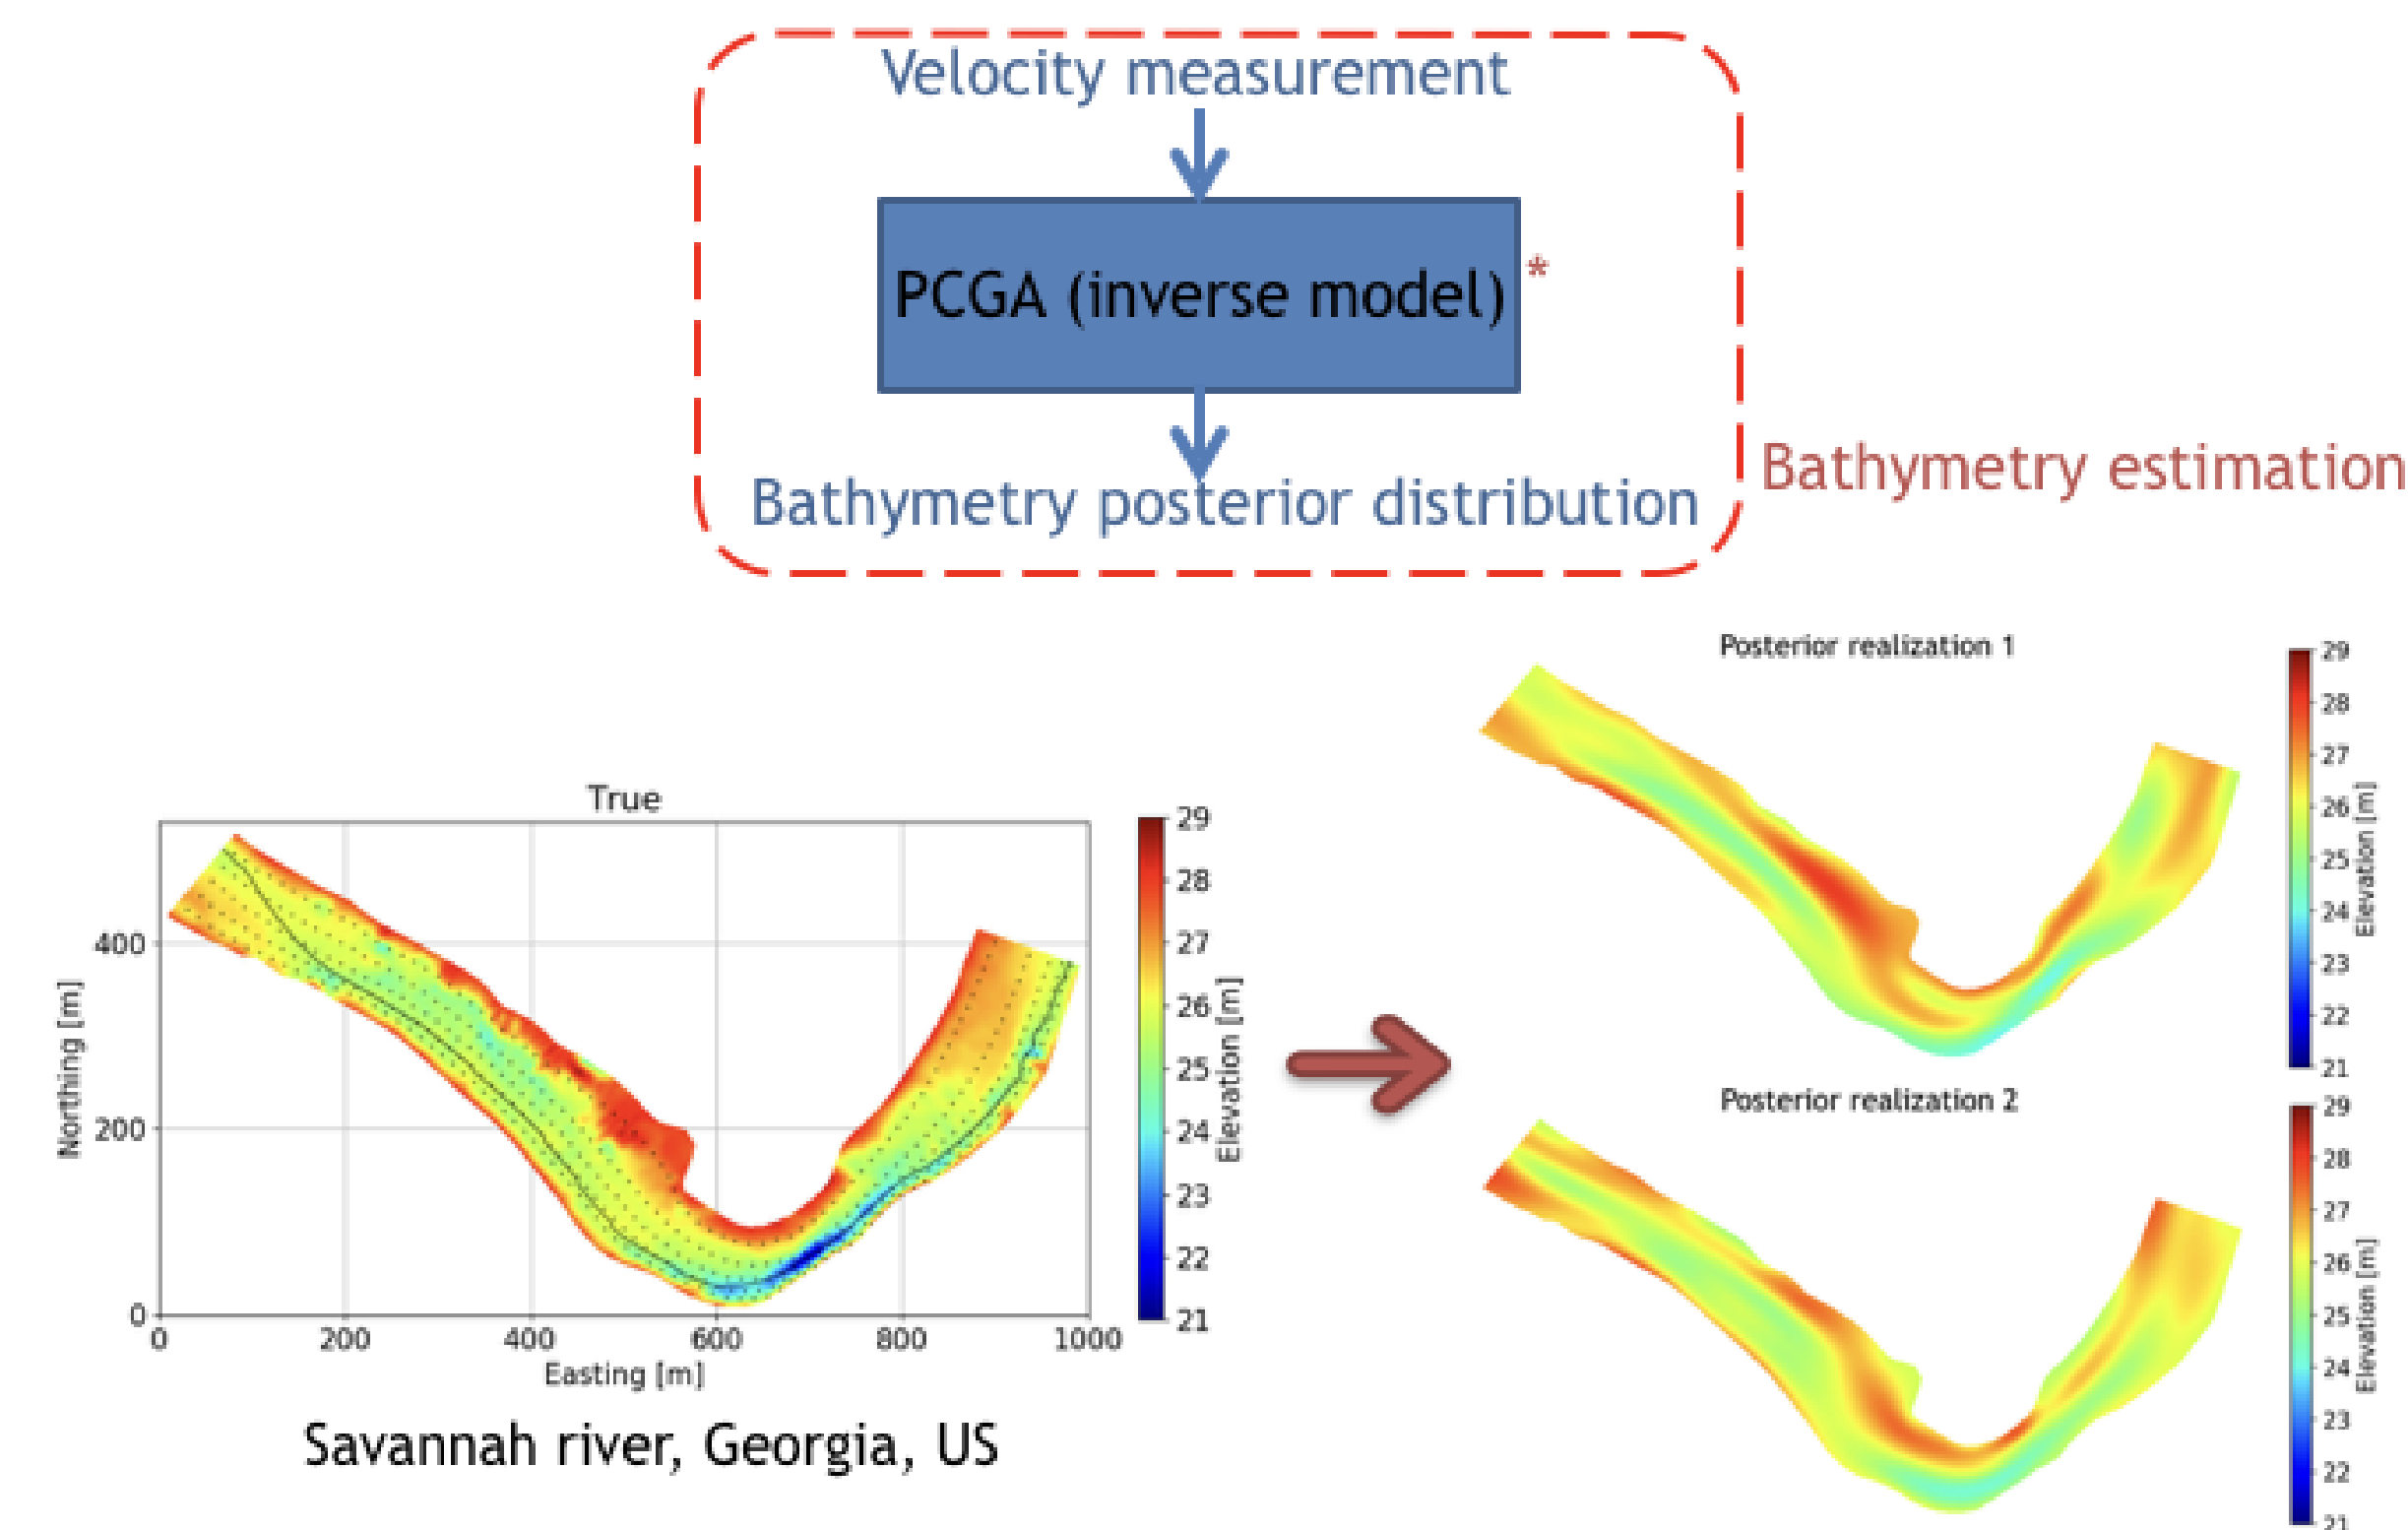 Velocity measurement
PCGA (inverse model) *
Bathymetry posterior distribution
Bathymetry estimation
Posterior realization 1
29
28
27
26
25
24
23
22
21
Elevation [m]
True
400
200
0
0 200 400 600 800 1000
Northing [m]
Easting [m]
29
28
27
26
25
24
23
22
21
Elevation [m]
Posterior realization 2
29
28
27
26
25
24
23
22
21
Elevation [m]
Savannah river, Georgia, US